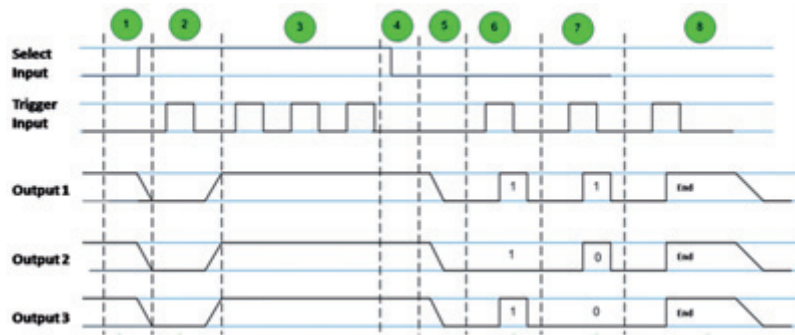 1 2 3 4 5 6 7 8
Select
Input
Trigger
Input
Output 1 1 1 End
Output 2 1 0 End
Output 3 1 0 End